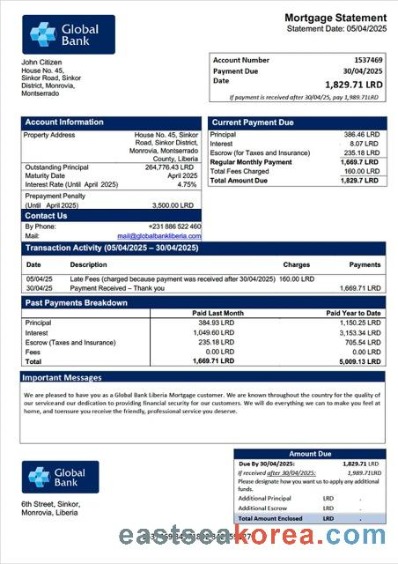 Global
Bank
Mortgage Statement
Statement Date: 05/04/2025
John Citizen
House No. 45,
Sinkor Road, Sinkor
District, Monrovia,
Montserrado
Account Number 1537469
Payment Due 30/04/2025
Date
1,829.71 LRD
If payment is received after 30/04/25, pay 1,989.71LRD
Account Information
Property Address House No. 45, Sinkor
Road, Sinkor District,
Monrovia, Montserrado
County, Liberia
Outstanding Principal 264,776.43 LRD
Maturity Date April 2025
Interest Rate (Until April 2025) 4.75%
Prepayment Penalty
(Until April 2025) 3,500.00 LRD
Contact Us
By Phone: +231 886 522 460
Mail: mail@globalbankliberia.com
Current Payment Due
Principal 386.46 LRD
Interest 8.07 LRD
Escrow (for Taxes and Insurance) 235.18 LRD
Regular Monthly Payment 1,669.7 LRD
Total Fees Charged 160.00 LRD
Total Amount Due 1,829.7 LRD
Transaction Activity (05/04/2025 – 30/04/2025)
Date Description Charges Payments
05/04/25 Late Fees (charged because payment was received after 30/04/2025) 160.00 LRD
30/04/25 Payment Received – Thank you 1,669.71 LRD
Past Payments Breakdown
Paid Last Month Paid Year to Date
Principal 384.93 LRD 1,150.25 LRD
Interest 1,049.60 LRD 3,153.34 LRD
Escrow (Taxes and Insurance) 235.18 LRD 705.54 LRD
Fees 0.00 LRD 0.00 LRD
Total 1,669.71 LRD 5,009.13 LRD
Important Messages
We are pleased to have you as a Global Bank Liberia Mortgage customer. We are known throughout the country for the quality of
our service and our dedication to providing financial security for our customers. We will do everything we can to make you feel at
home, and to ensure you receive the friendly, professional service you deserve.
Global
Bank
6th Street, Sinkor,
Monrovia, Liberia
Amount Due
Due By 30/04/2025: 1,829.71 LRD
If received after 30/04/2025: 1,989.71LRD
Please designate how you want us to apply any additional
funds.
Additional Principal LRD
Additional Escrow LRD
Total Amount Enclosed LRD
eastseakorea.com